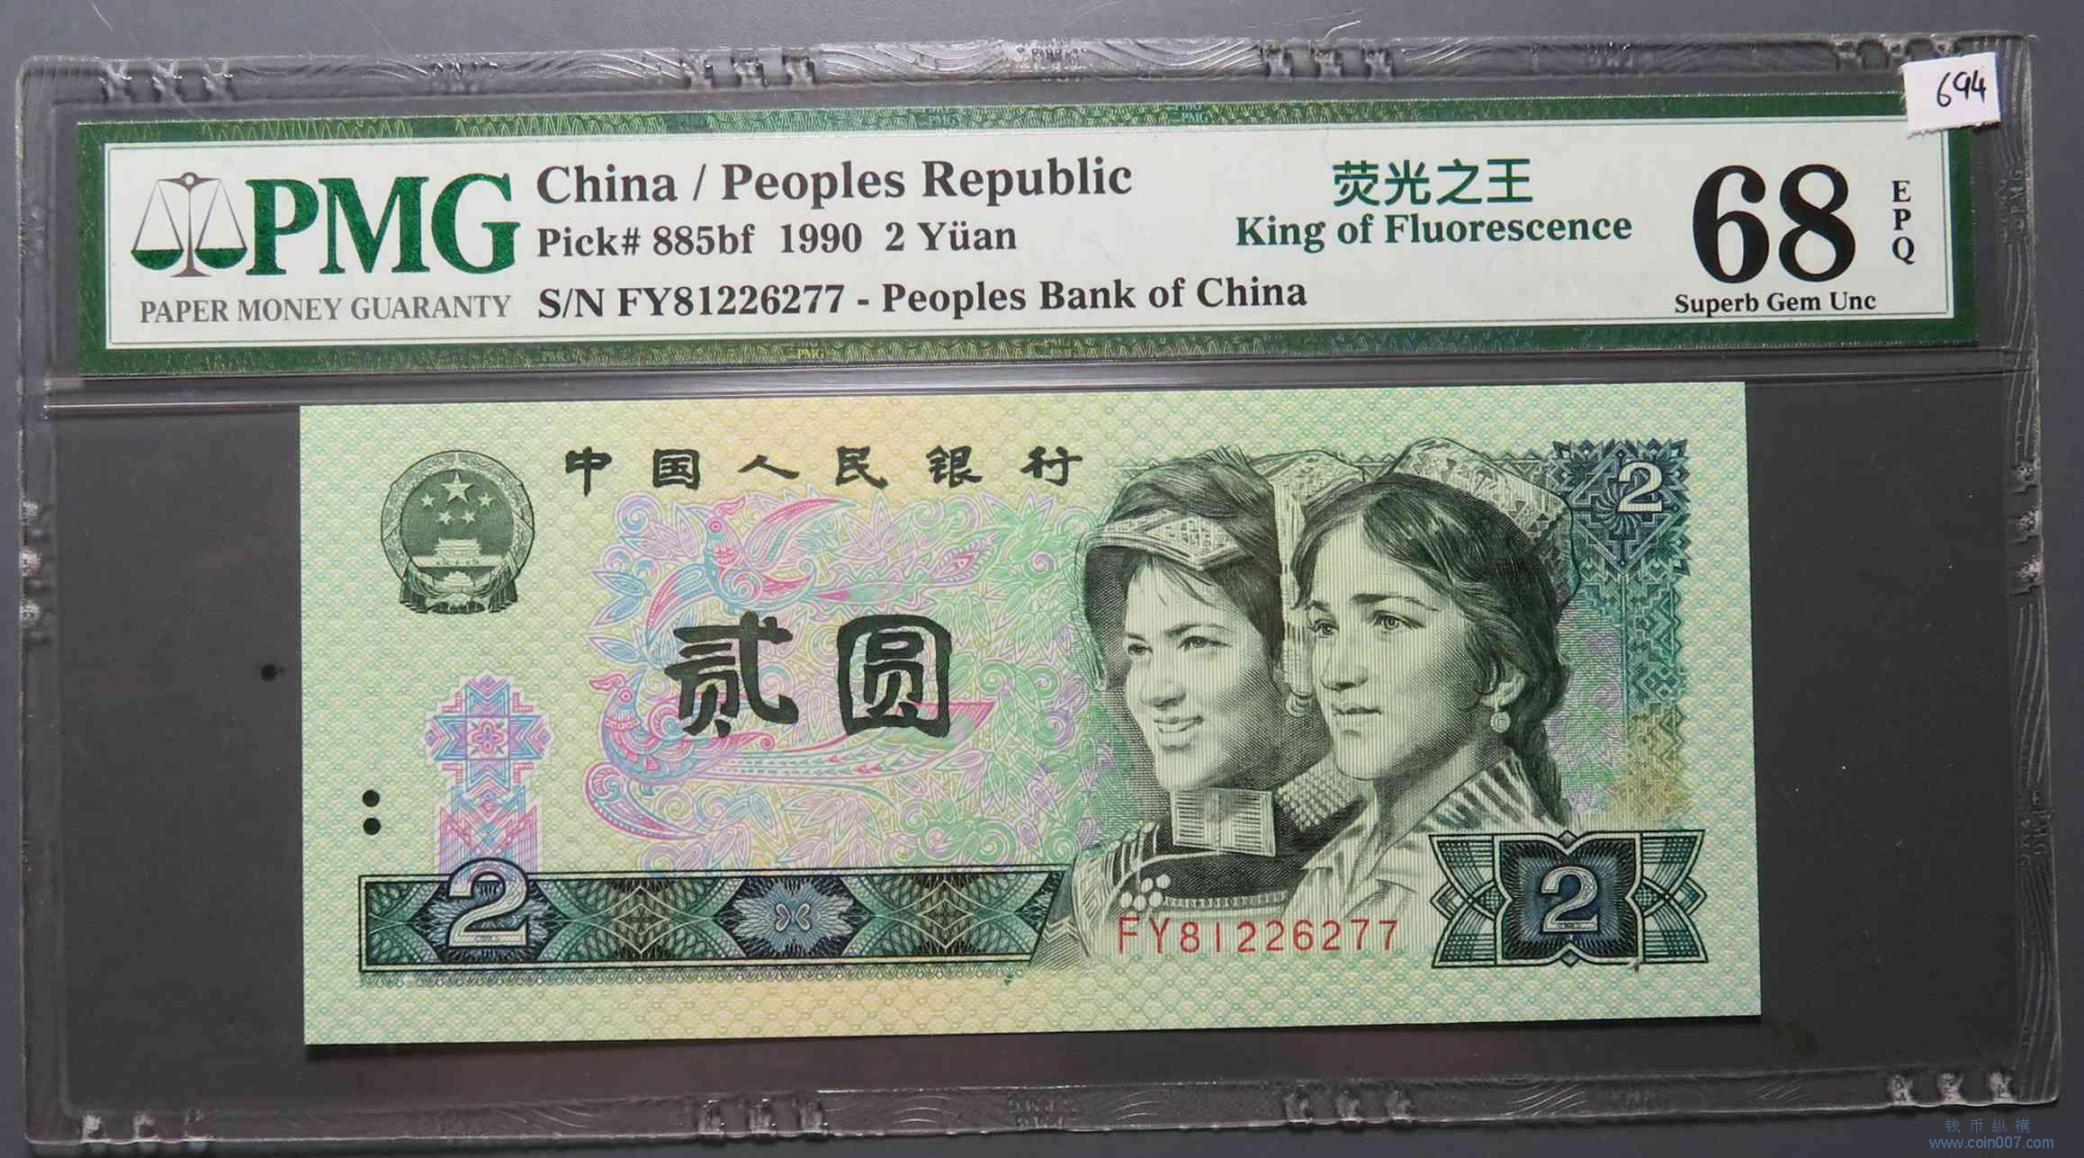 694
PMG
PAPER MONEY GUARANTY
China / Peoples Republic
Pick# 885bf 1990 2 Yüan
S/N FY81226277 - Peoples Bank of China
荧光之王
King of Fluorescence
68
EPQ
Superb Gem Unc
中国人民银行
2
贰圆
2
FY81226277
2
钱币纵横
www.coin007.com